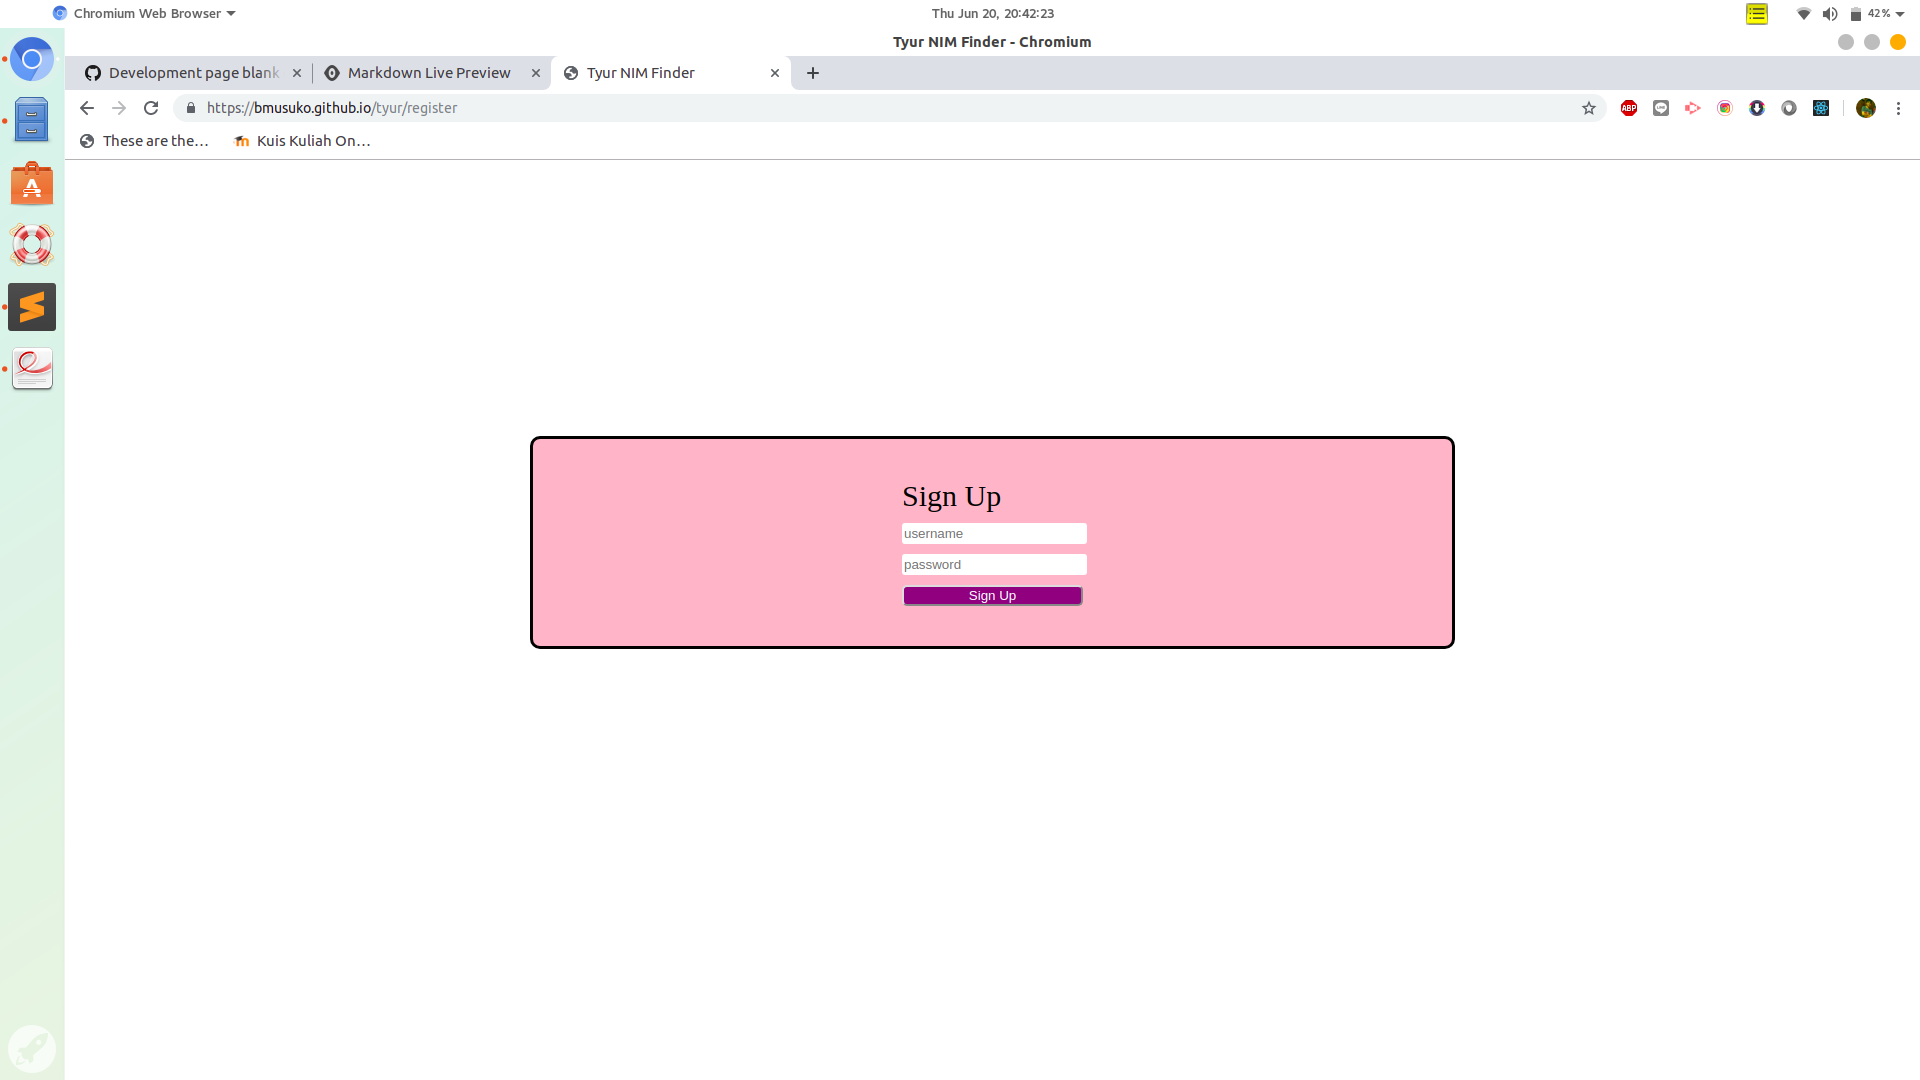 Chromium Web Browser
Thu Jun 20, 20:42:23
42%
Tyur NIM Finder - Chromium
Development page blank
Markdown Live Preview
Tyur NIM Finder
https://bmusuko.github.io/tyur/register
ABP
These are the…
Kuis Kuliah On…
Sign Up
username
password
Sign Up